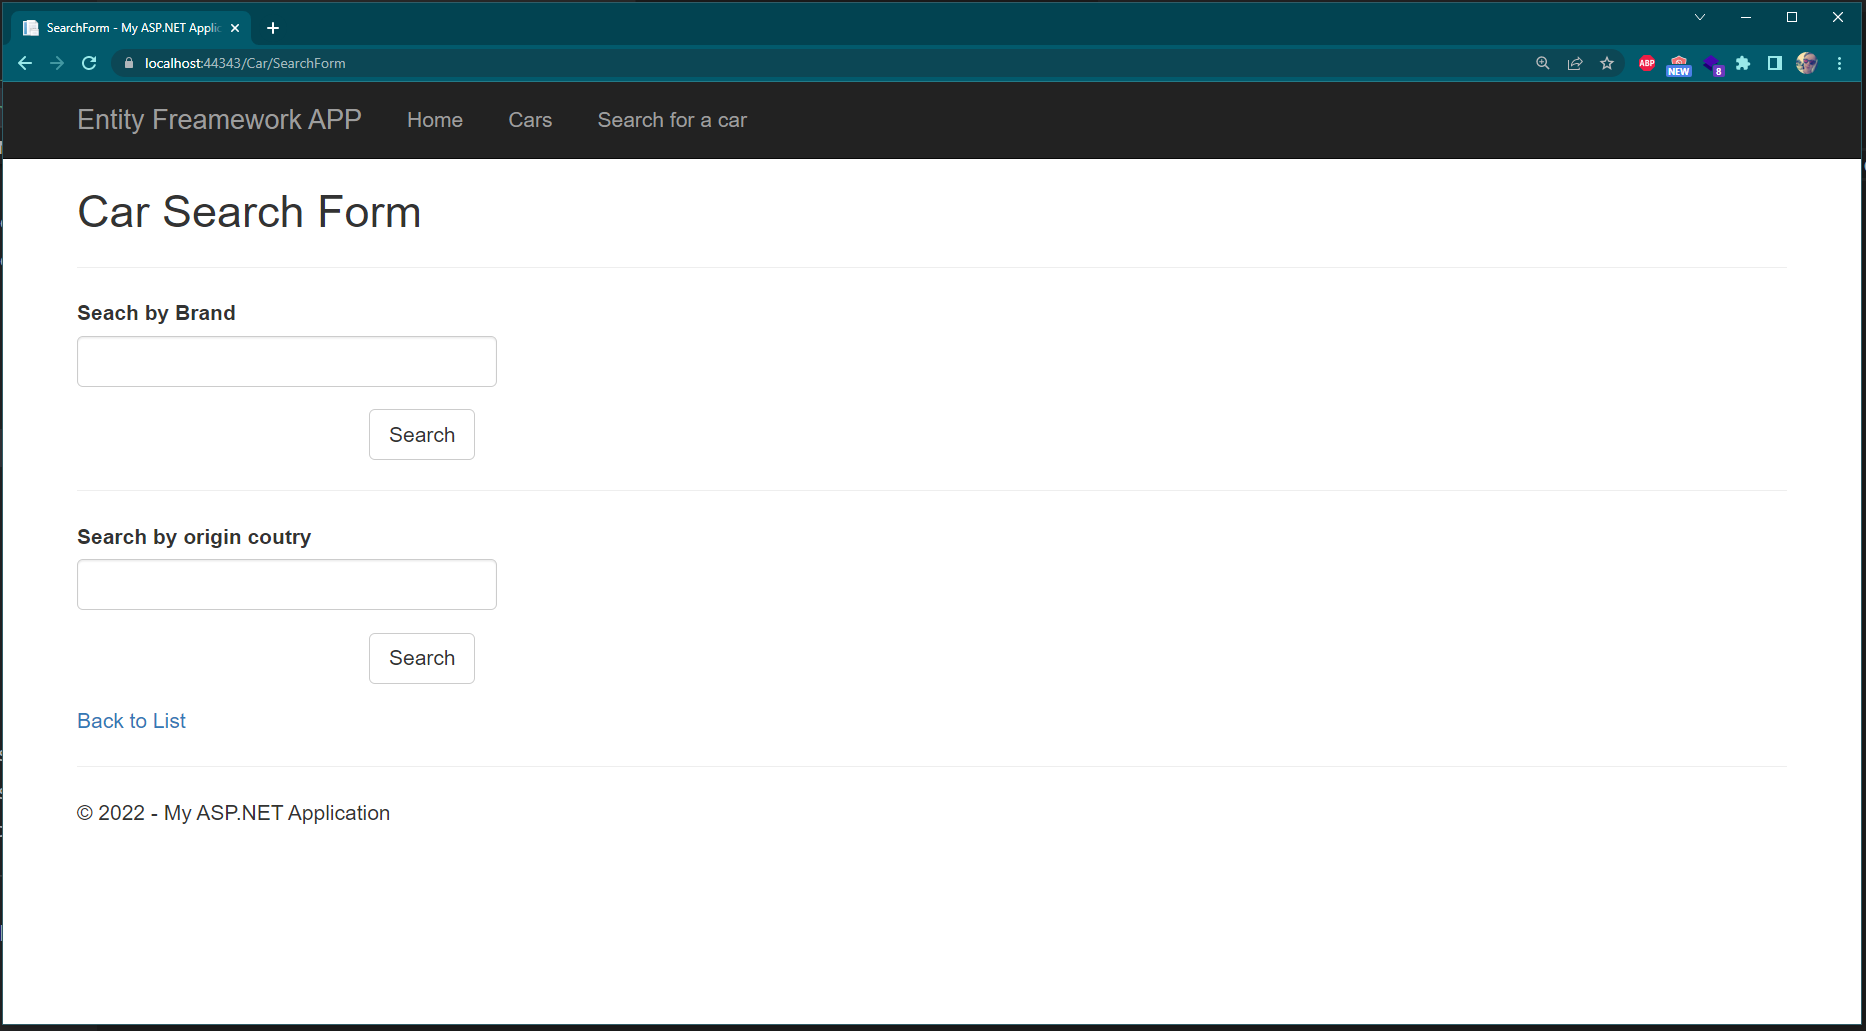 SearchForm - My ASP.NET Applic
localhost:44343/Car/SearchForm
ABP
NEW
8
Entity Freamework APP Home Cars Search for a car
Car Search Form
Seach by Brand
Search
Search by origin coutry
Search
Back to List
© 2022 - My ASP.NET Application